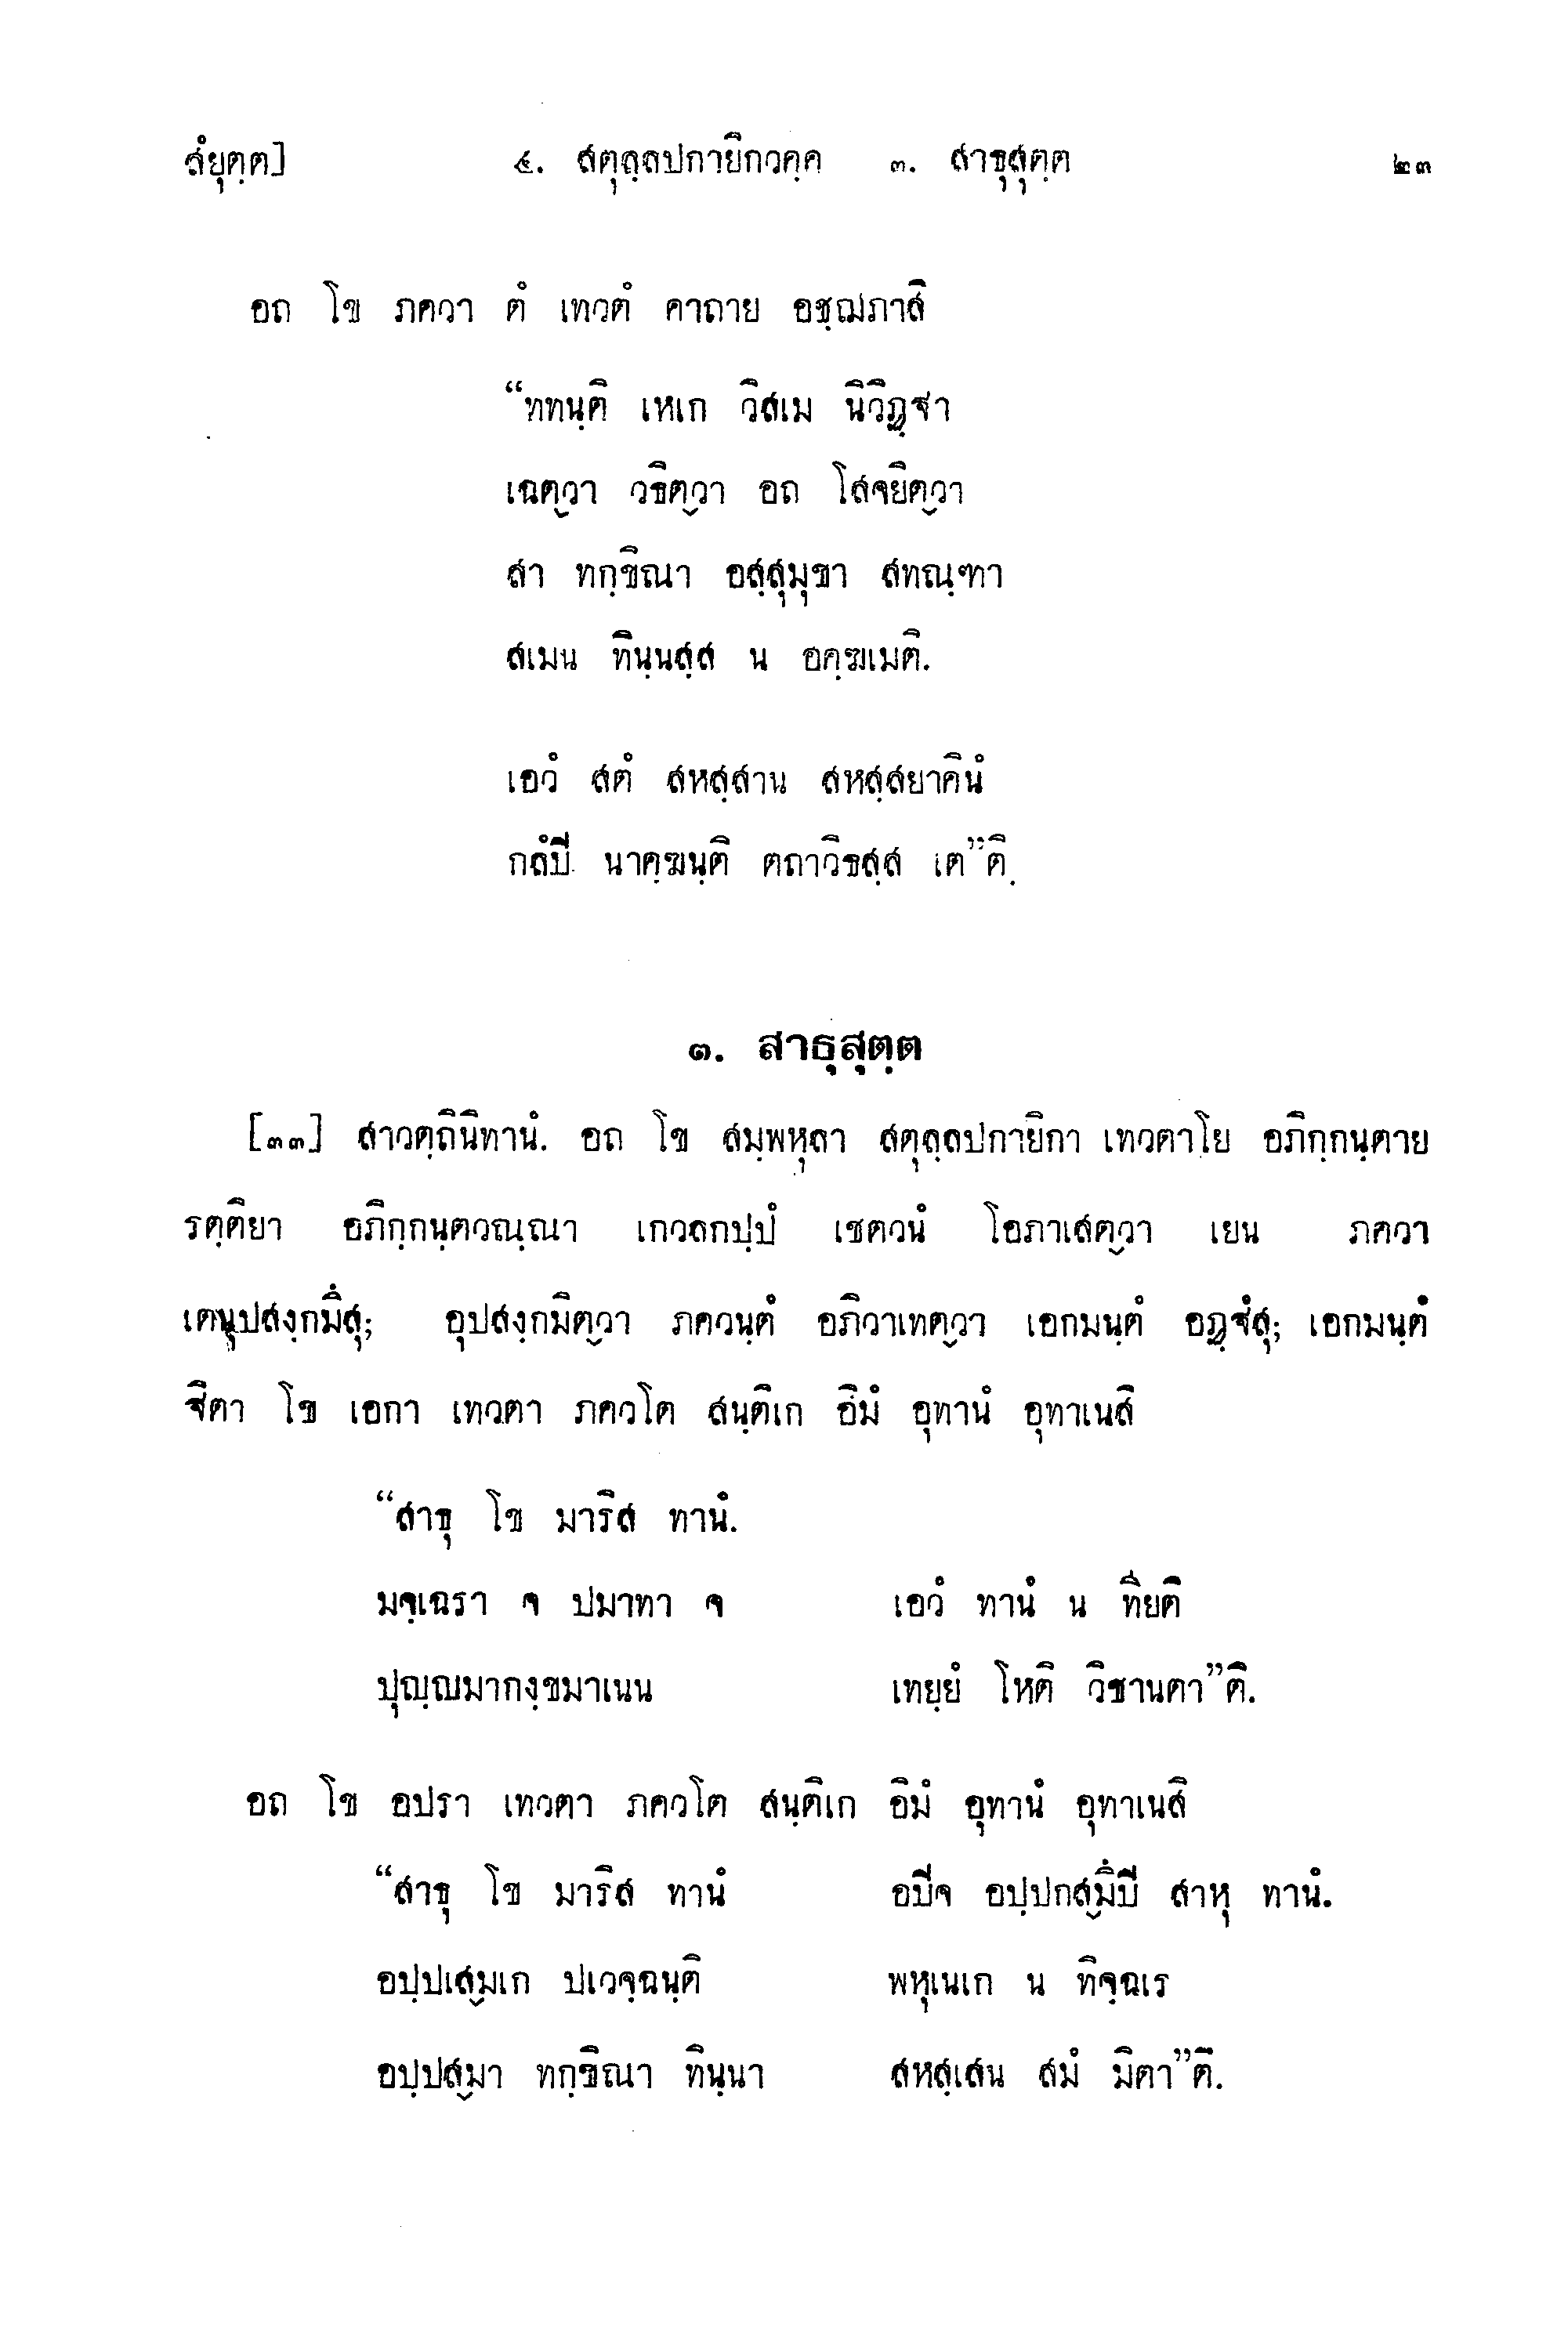 สํยุตฺต]	๔. สตุลฺลปกายิกวคฺค ๓. สาธุสุตฺต	๒๓
อถ โข ภควา ตํ เทวตํ คาถาย อชฺฌภาสิ
“ททนฺติ เหเก วิสเม นิวิฏฺฐา
เฉตฺวา วธิตฺวา อถ โสจยิตฺวา
สา ทกฺขิณา อสฺสุมุขา สทณฺฑา
สเมน ทินฺนสฺส น อคฺฆเมติ.
เอวํ สตํ สหสฺสาน สหสฺสยาคินํ
กลํปิ นาคฺฆนฺติ ตถาวิธสฺส เต”ติ.
๓. สาธุสุตฺต
[๓๓] สาวตฺถินิทานํ. อถ โข สมฺพหุลา สตุลฺลปกายิกา เทวตาโย อภิกฺกนฺตาย
รตฺติยา อภิกฺกนฺตวณฺณา เกวลกปฺปํ เชตวนํ โอภาเสตฺวา เยน ภควา
เตนุปสงฺกมึสุ; อุปสงฺกมิตฺวา ภควนฺตํ อภิวาเทตฺวา เอกมนฺตํ อฏฺฐํสุ; เอกมนฺตํ
ฐิตา โข เอกา เทวตา ภควโต สนฺติเก อิมํ อุทานํ อุทาเนสิ
“สาธุ โข มาริส ทานํ.
มจฺเฉรา จ ปมาทา จ	เอวํ ทานํ น ทียติ
ปุญฺญมากงฺขมาเนน	เทยฺยํ โหติ วิชานตา”ติ.
อถ โข อปรา เทวตา ภควโต สนฺติเก อิมํ อุทานํ อุทาเนสิ
“สาธุ โข มาริส ทานํ	อปิจ อปฺปกสฺมึปิ สาหุ ทานํ.
อปฺปเสฺมเก ปเวจฺฉนฺติ	พหุเนเก น ทิจฺฉเร
อปฺปสฺมา ทกฺขิณา ทินฺนา	สหสฺเสน สมํ มิตา”ติ.